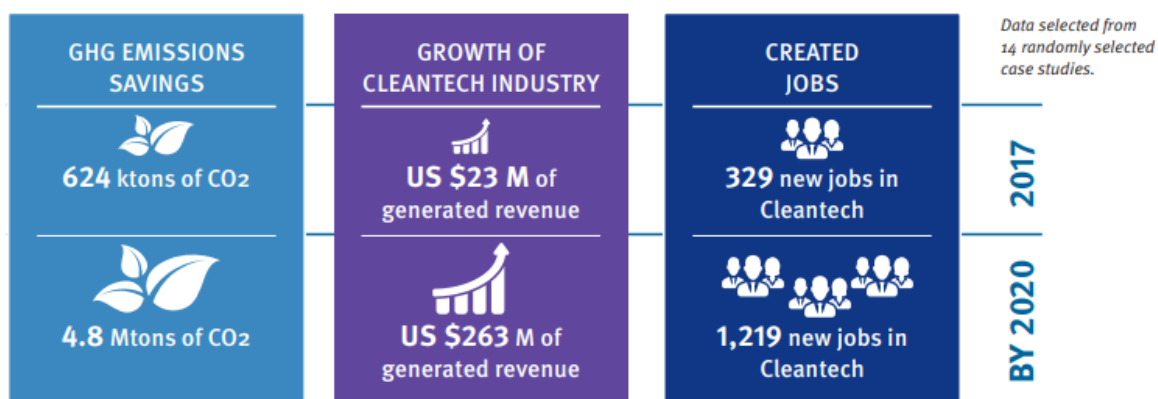 GHG EMISSIONS
SAVINGS
624 ktons of CO2
4.8 Mtons of CO2
GROWTH OF
CLEANTECH INDUSTRY
US $23 M of
generated revenue
US $263 M of
generated revenue
CREATED
JOBS
329 new jobs in
Cleantech
1,219 new jobs in
Cleantech
Data selected from
14 randomly selected
case studies.
2017
BY 2020